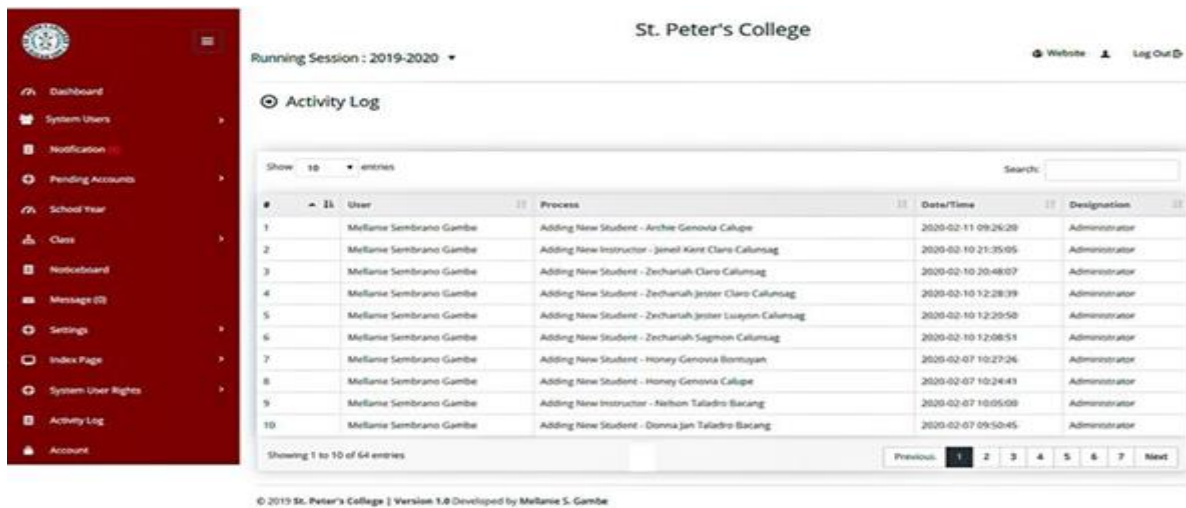 St. Peter's College
Running Session : 2019-2020
Website Log Out
Dashboard
System Users
Notification
Pending Accounts
School Year
Class
Noticeboard
Message (0)
Settings
Index Page
System User Rights
Activity Log
Account
Activity Log
Show 10 entries Search:
# User Process Date/Time Designation
1 Mellanie Sembrano Gambe Adding New Student - Archie Genovia Calupe 2020-02-11 09:26:20 Administrator
2 Mellanie Sembrano Gambe Adding New Instructor - Jeneil Kent Claro Calunsag 2020-02-10 21:35:05 Administrator
3 Mellanie Sembrano Gambe Adding New Student - Zechariah Claro Calunsag 2020-02-10 20:48:07 Administrator
4 Mellanie Sembrano Gambe Adding New Student - Zechariah Jester Claro Calunsag 2020-02-10 12:28:39 Administrator
5 Mellanie Sembrano Gambe Adding New Student - Zechariah Jester Luayon Calunsag 2020-02-10 12:20:50 Administrator
6 Mellanie Sembrano Gambe Adding New Student - Zechariah Sagmon Calunsag 2020-02-10 12:08:51 Administrator
7 Mellanie Sembrano Gambe Adding New Student - Honey Genovia Bontuyan 2020-02-07 10:27:26 Administrator
8 Mellanie Sembrano Gambe Adding New Student - Honey Genovia Calupe 2020-02-07 10:24:41 Administrator
9 Mellanie Sembrano Gambe Adding New Instructor - Nelson Taladro Bacang 2020-02-07 10:05:00 Administrator
10 Mellanie Sembrano Gambe Adding New Student - Donna Jan Taladro Bacang 2020-02-07 09:50:45 Administrator
Showing 1 to 10 of 64 entries Previous 1 2 3 4 5 6 7 Next
© 2019 St. Peter's College | Version 1.0 Developed by Mellanie S. Gambe